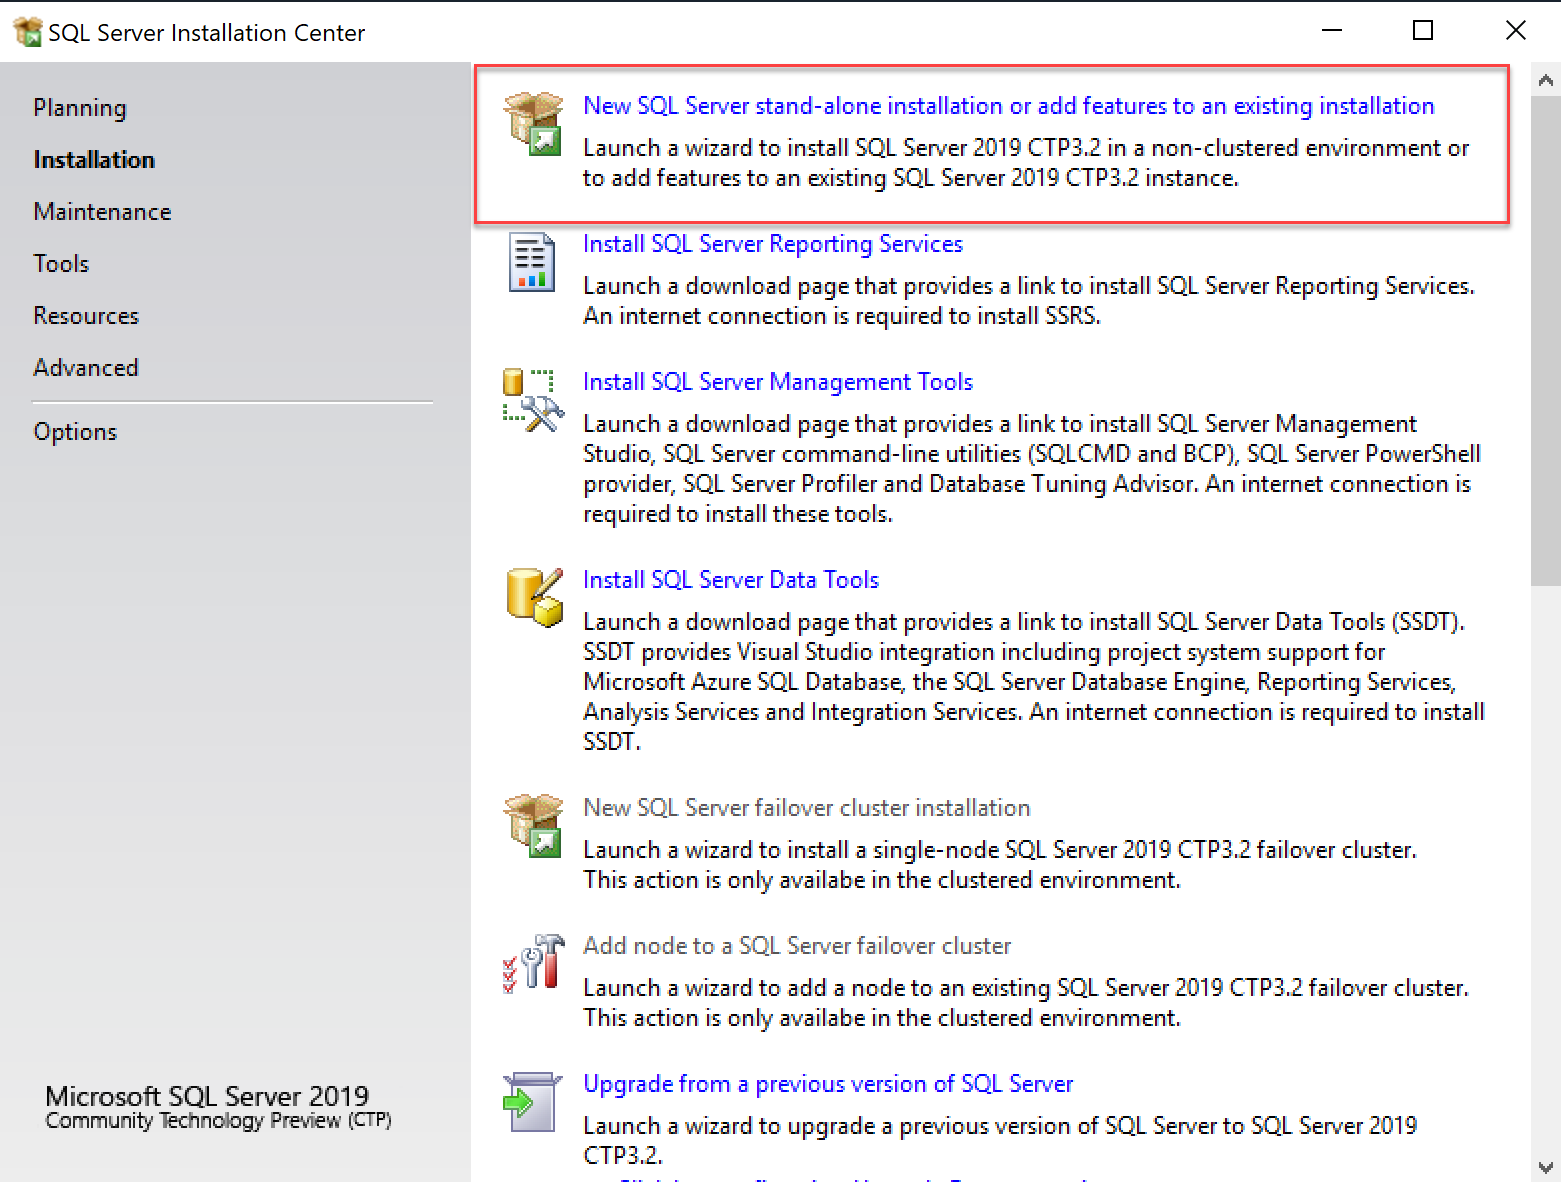 SQL Server Installation Center
Planning
Installation
Maintenance
Tools
Resources
Advanced
Options
Microsoft SQL Server 2019
Community Technology Preview (CTP)
New SQL Server stand-alone installation or add features to an existing installation
Launch a wizard to install SQL Server 2019 CTP3.2 in a non-clustered environment or
to add features to an existing SQL Server 2019 CTP3.2 instance.
Install SQL Server Reporting Services
Launch a download page that provides a link to install SQL Server Reporting Services.
An internet connection is required to install SSRS.
Install SQL Server Management Tools
Launch a download page that provides a link to install SQL Server Management
Studio, SQL Server command-line utilities (SQLCMD and BCP), SQL Server PowerShell
provider, SQL Server Profiler and Database Tuning Advisor. An internet connection is
required to install these tools.
Install SQL Server Data Tools
Launch a download page that provides a link to install SQL Server Data Tools (SSDT).
SSDT provides Visual Studio integration including project system support for
Microsoft Azure SQL Database, the SQL Server Database Engine, Reporting Services,
Analysis Services and Integration Services. An internet connection is required to install
SSDT.
New SQL Server failover cluster installation
Launch a wizard to install a single-node SQL Server 2019 CTP3.2 failover cluster.
This action is only availabe in the clustered environment.
Add node to a SQL Server failover cluster
Launch a wizard to add a node to an existing SQL Server 2019 CTP3.2 failover cluster.
This action is only availabe in the clustered environment.
Upgrade from a previous version of SQL Server
Launch a wizard to upgrade a previous version of SQL Server to SQL Server 2019
CTP3.2.